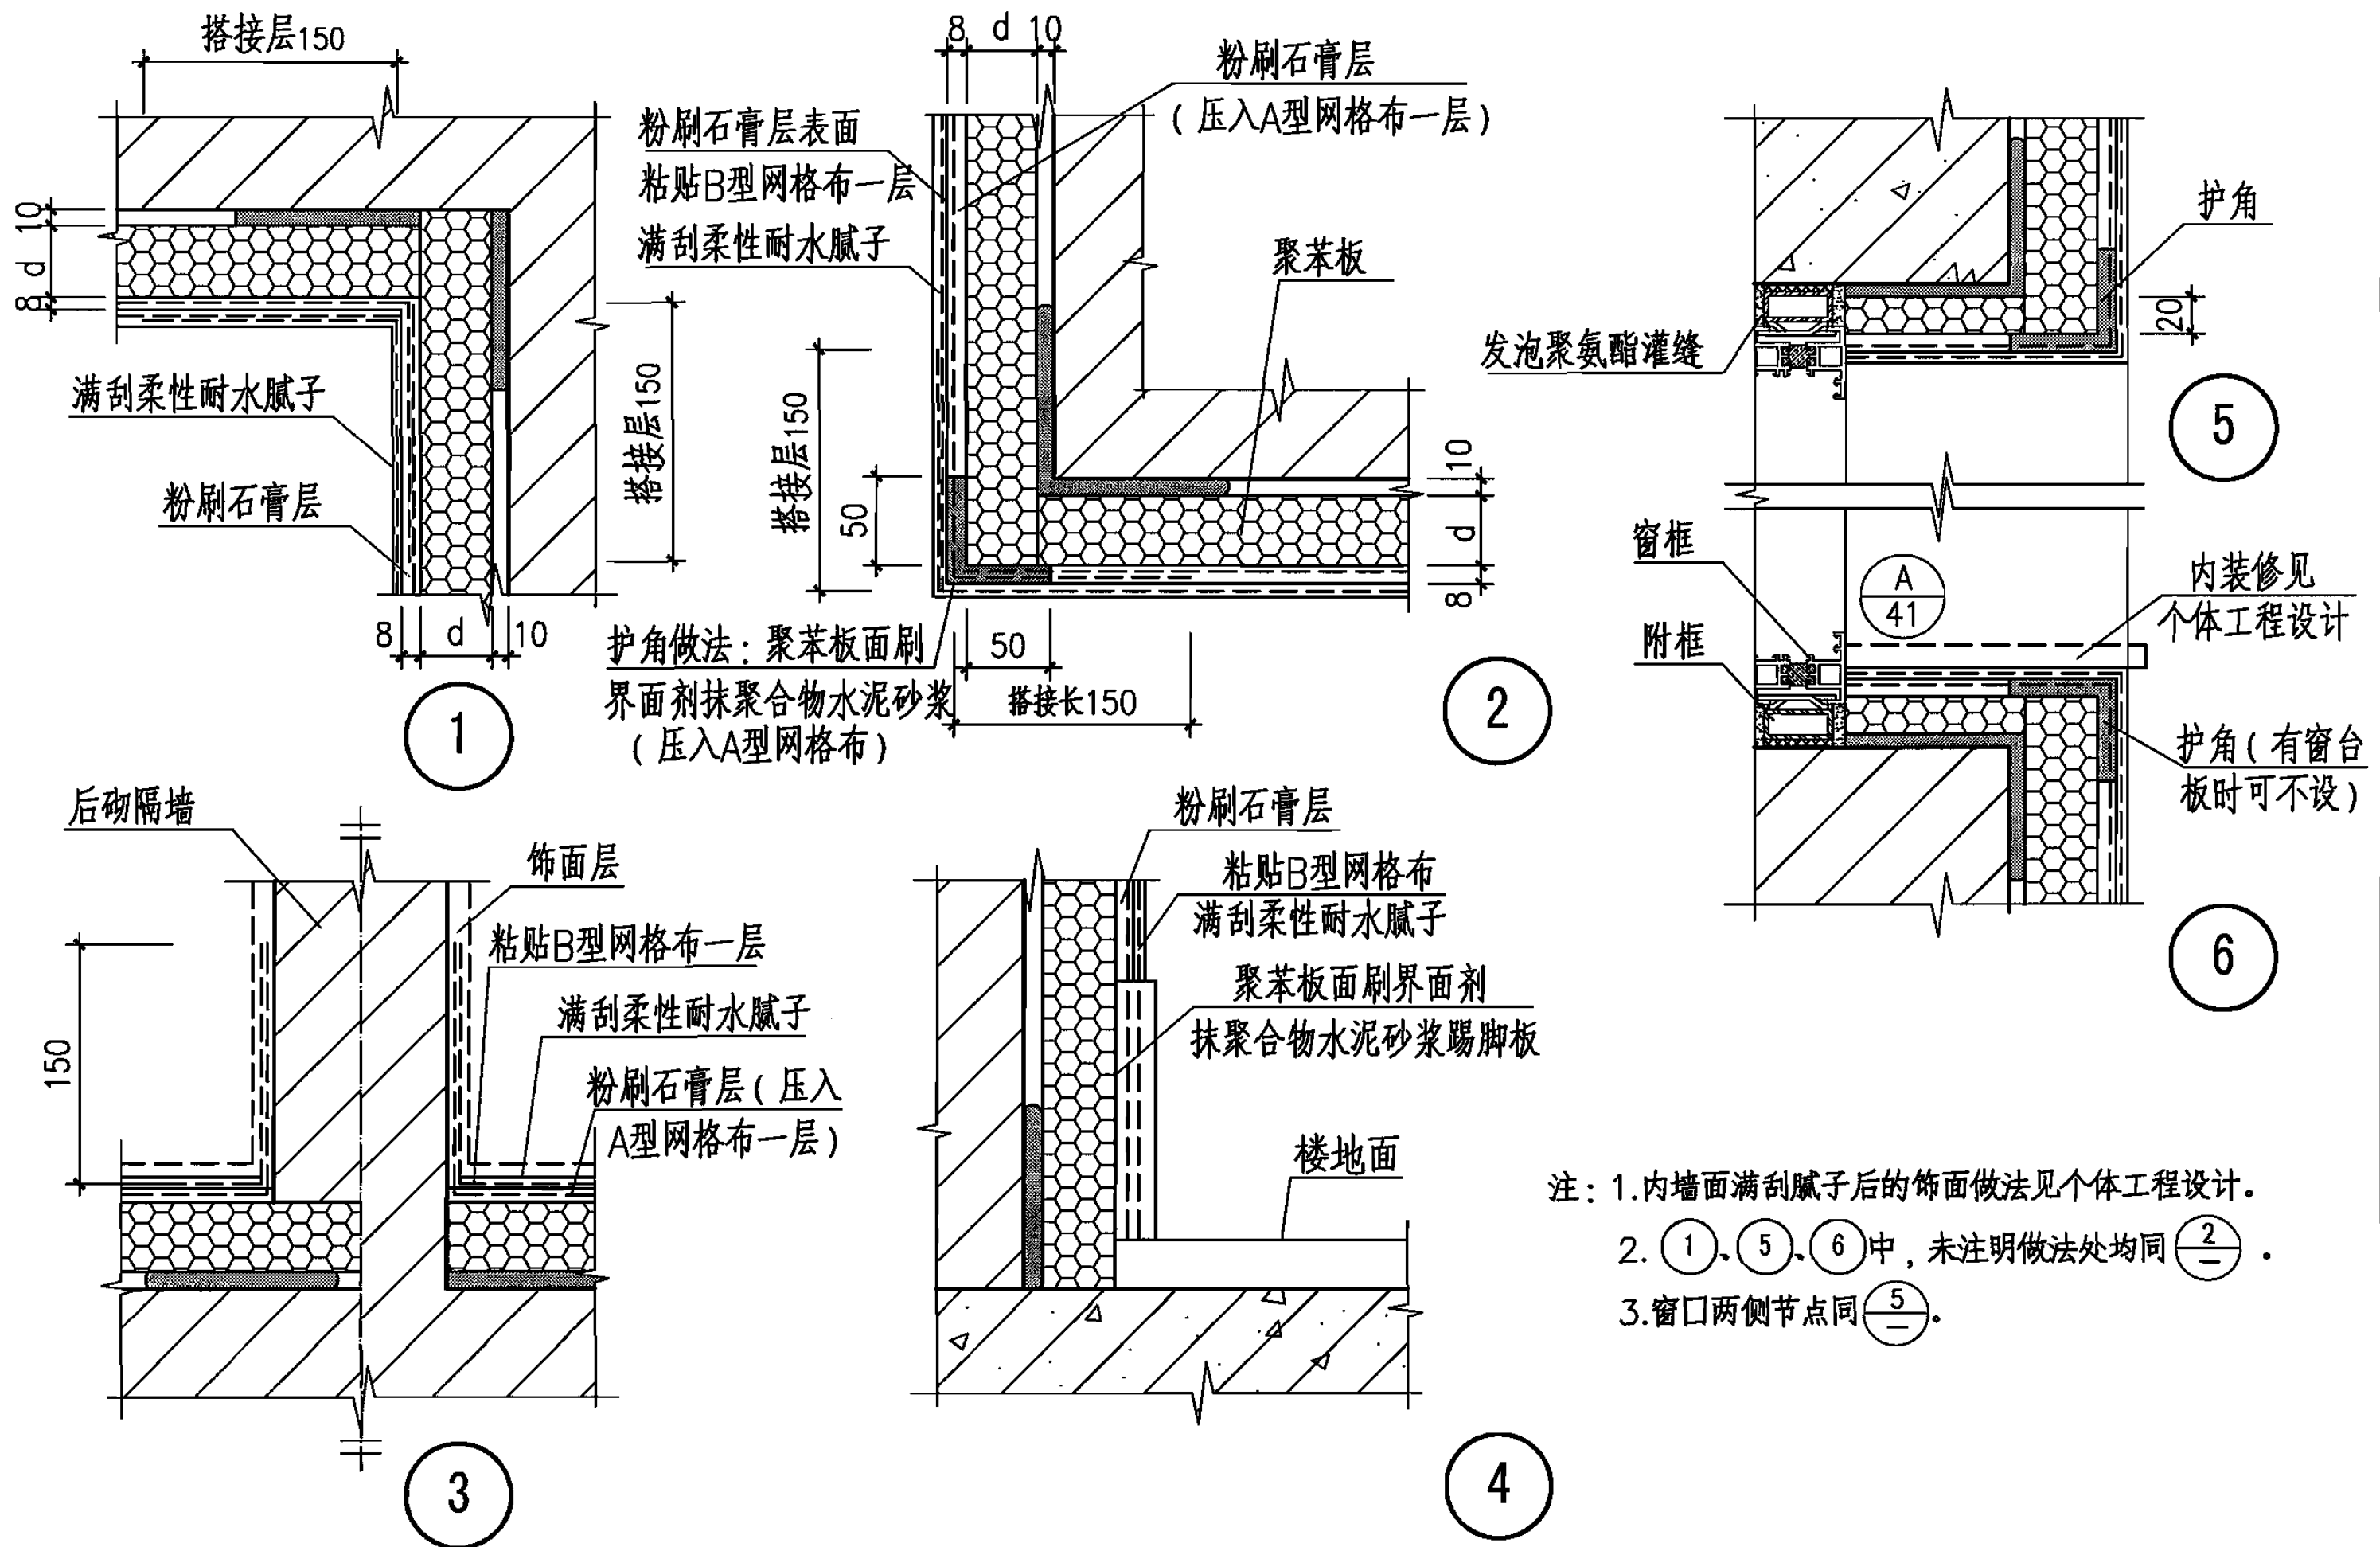 搭接层150
10
d
8
满刮柔性耐水腻子
粉刷石膏层
搭接层150
8
d
10
1
8
d
10
粉刷石膏层
(压入A型网格布一层)
粉刷石膏层表面
粘贴B型网格布一层
满刮柔性耐水腻子
聚苯板
搭接层150
50
10
d
8
护角做法：聚苯板面刷
界面剂抹聚合物水泥砂浆
(压入A型网格布)
50
搭接长150
2
护角
20
发泡聚氨酯灌缝
5
窗框
A
41
内装修见
个体工程设计
附框
护角(有窗台
板时可不设)
6
后砌隔墙
饰面层
粘贴B型网格布一层
满刮柔性耐水腻子
粉刷石膏层(压入
A型网格布一层)
150
3
粉刷石膏层
粘贴B型网格布
满刮柔性耐水腻子
聚苯板面刷界面剂
抹聚合物水泥砂浆踢脚板
楼地面
4
注：1.内墙面满刮腻子后的饰面做法见个体工程设计。
2.①、⑤、⑥中，未注明做法处均同2/—。
3.窗口两侧节点同5/—。